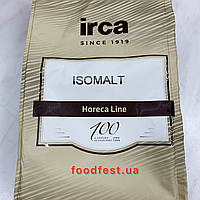 irca
SINCE 1919
ISOMALT
Horeca Line
100
foodfest.ua